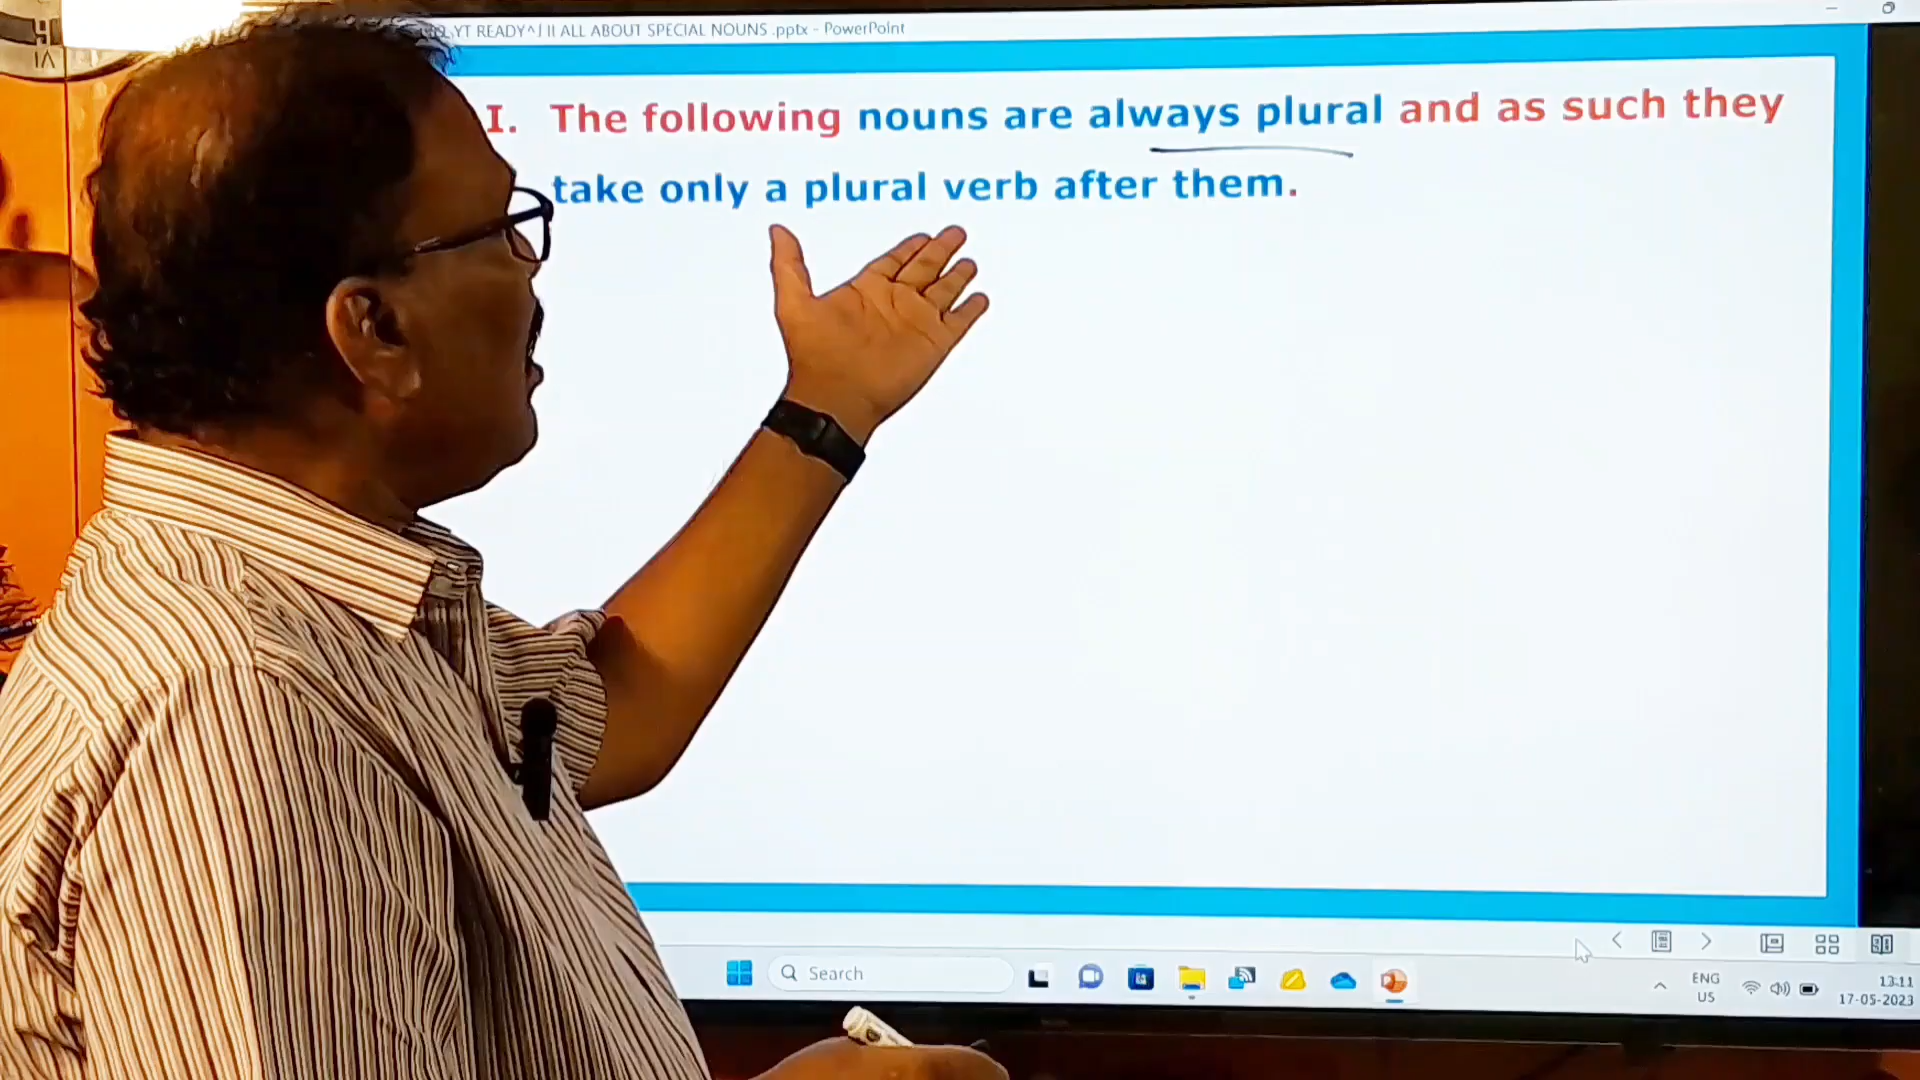 YT READY^J II ALL ABOUT SPECIAL NOUNS .pptx - PowerPoint
I. The following nouns are always plural and as such they
take only a plural verb after them.
Search
ENG
US
13:11
17-05-2023